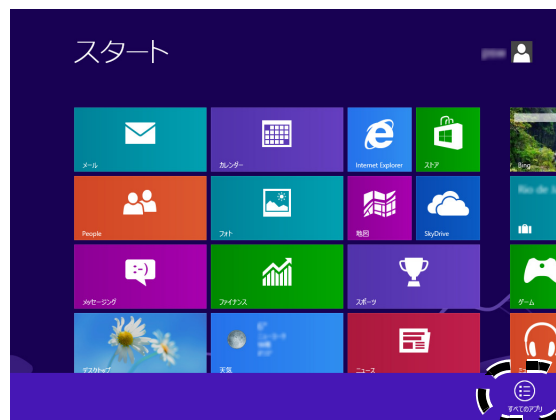 スタート
メール
カレンダー
Internet Explorer
ストア
Bing
People
フォト
地図
SkyDrive
メッセージング
ファイナンス
スポーツ
ゲーム
デスクトップ
天気
ニュース
すべてのアプリ